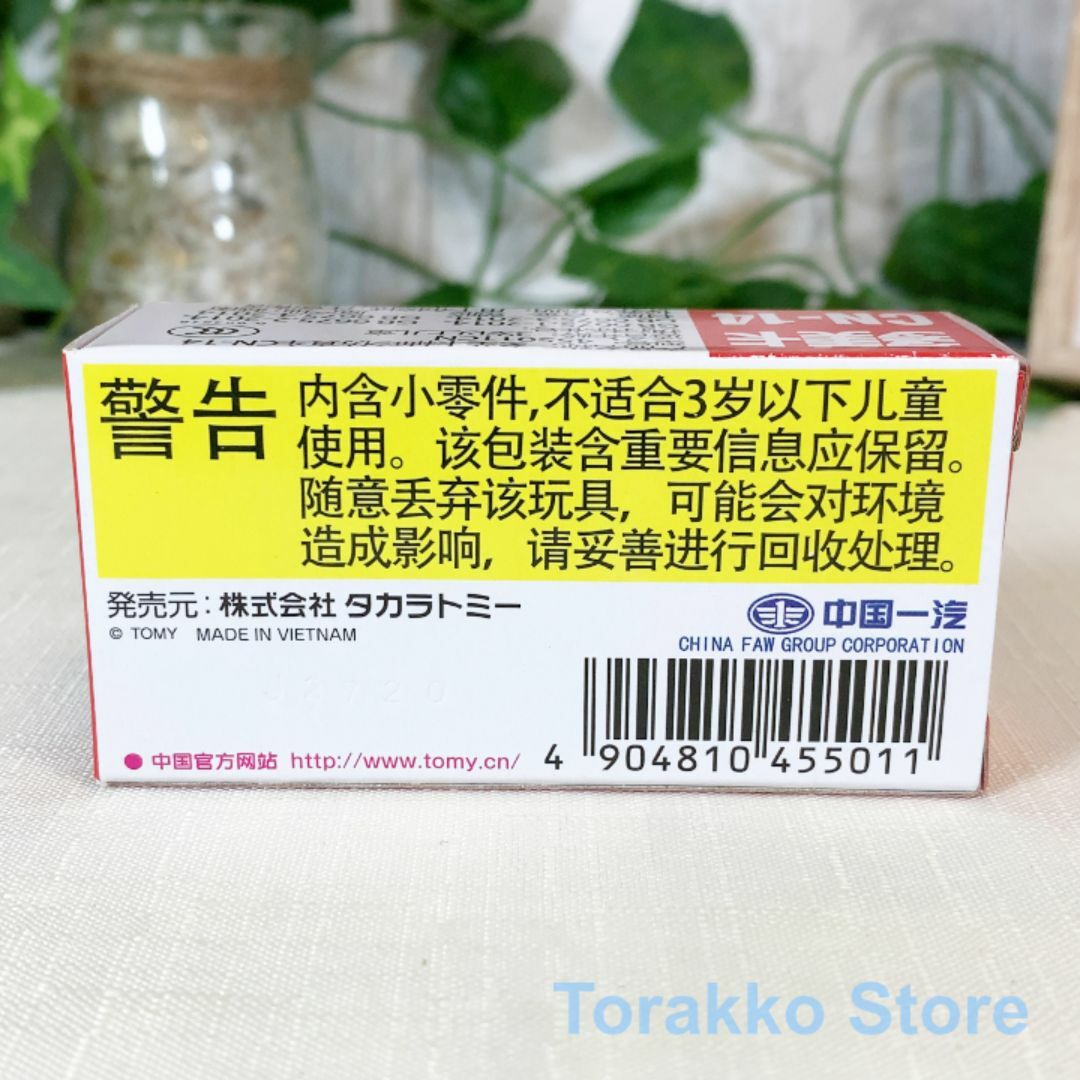 CN-14
CN-14
警告
内含小零件,不适合3岁以下儿童
使用。该包装含重要信息应保留。
随意丢弃该玩具，可能会对环境
造成影响，请妥善进行回收处理。
発売元：株式会社 タカラトミー
© TOMY MADE IN VIETNAM
中国一汽
CHINA FAW GROUP CORPORATION
J2720
● 中国官方网站 http://www.tomy.cn/
4 904810 455011
Torakko Store